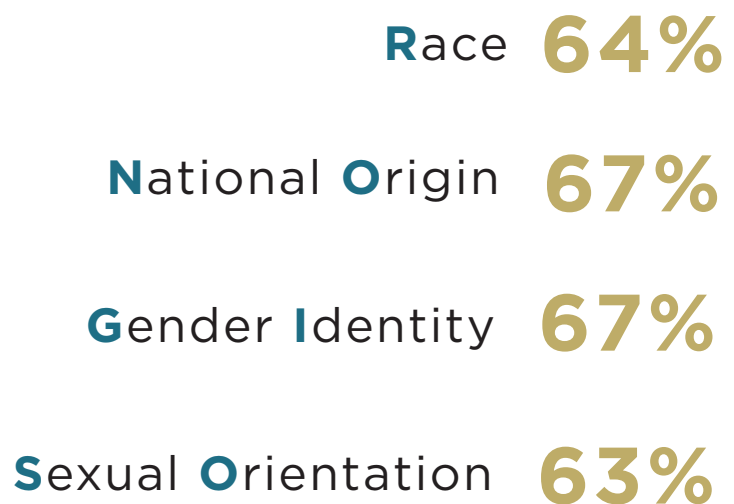 Race 64%
National Origin 67%
Gender Identity 67%
Sexual Orientation 63%